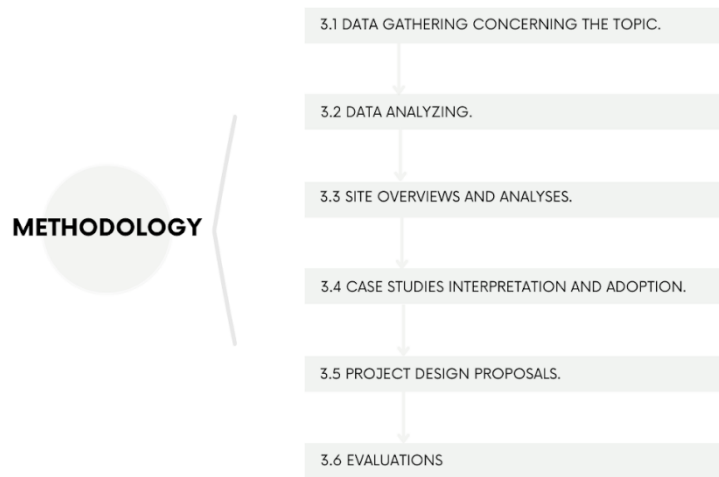 METHODOLOGY
3.1 DATA GATHERING CONCERNING THE TOPIC.
3.2 DATA ANALYZING.
3.3 SITE OVERVIEWS AND ANALYSES.
3.4 CASE STUDIES INTERPRETATION AND ADOPTION.
3.5 PROJECT DESIGN PROPOSALS.
3.6 EVALUATIONS